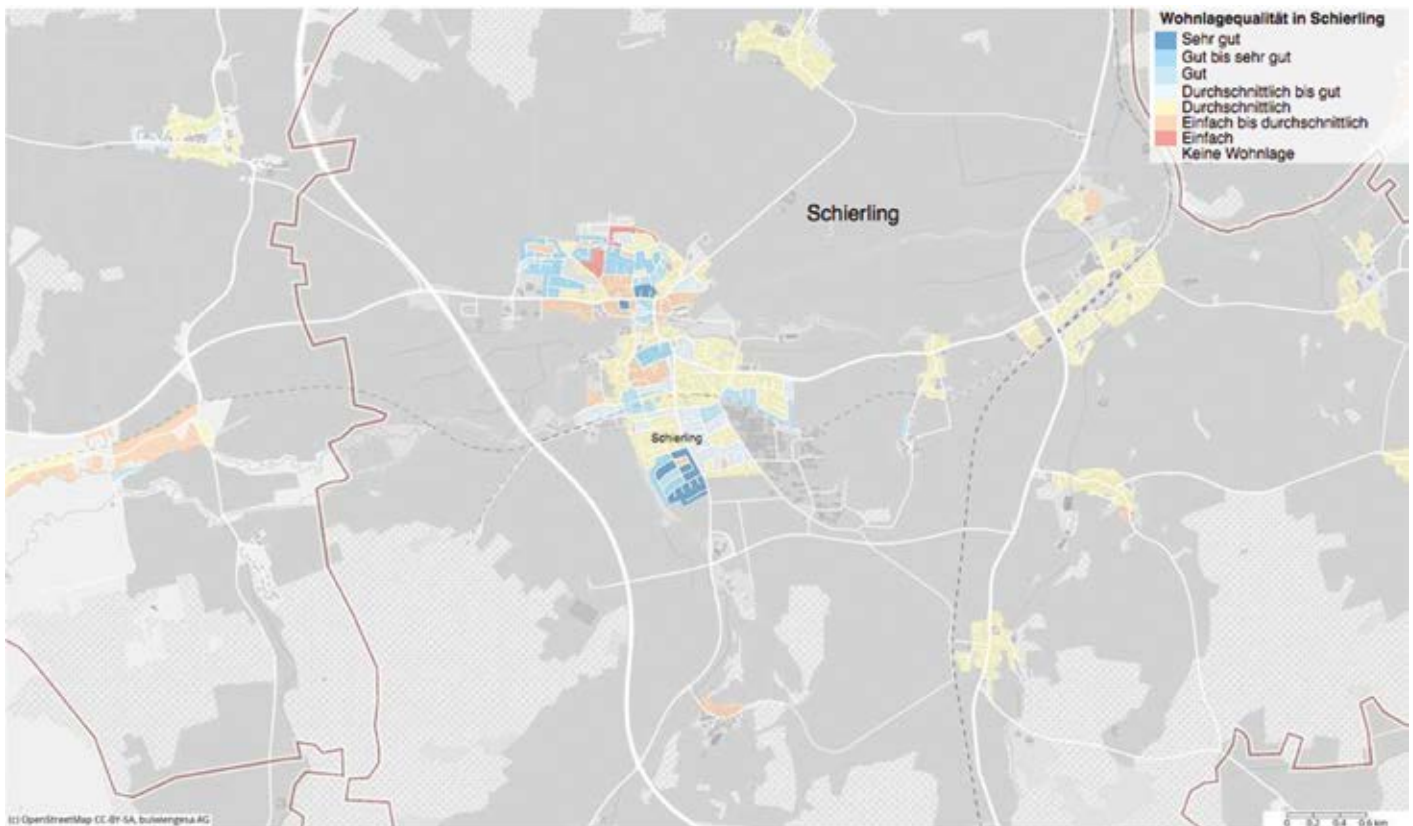 Wohnlagequalität in Schierling
Sehr gut
Gut bis sehr gut
Gut
Durchschnittlich bis gut
Durchschnittlich
Einfach bis durchschnittlich
Einfach
Keine Wohnlage
Schierling
Schierling
(c) OpenStreetMap CC-BY-SA, bulwiengesa AG
0 0.2 0.4 0.6 km